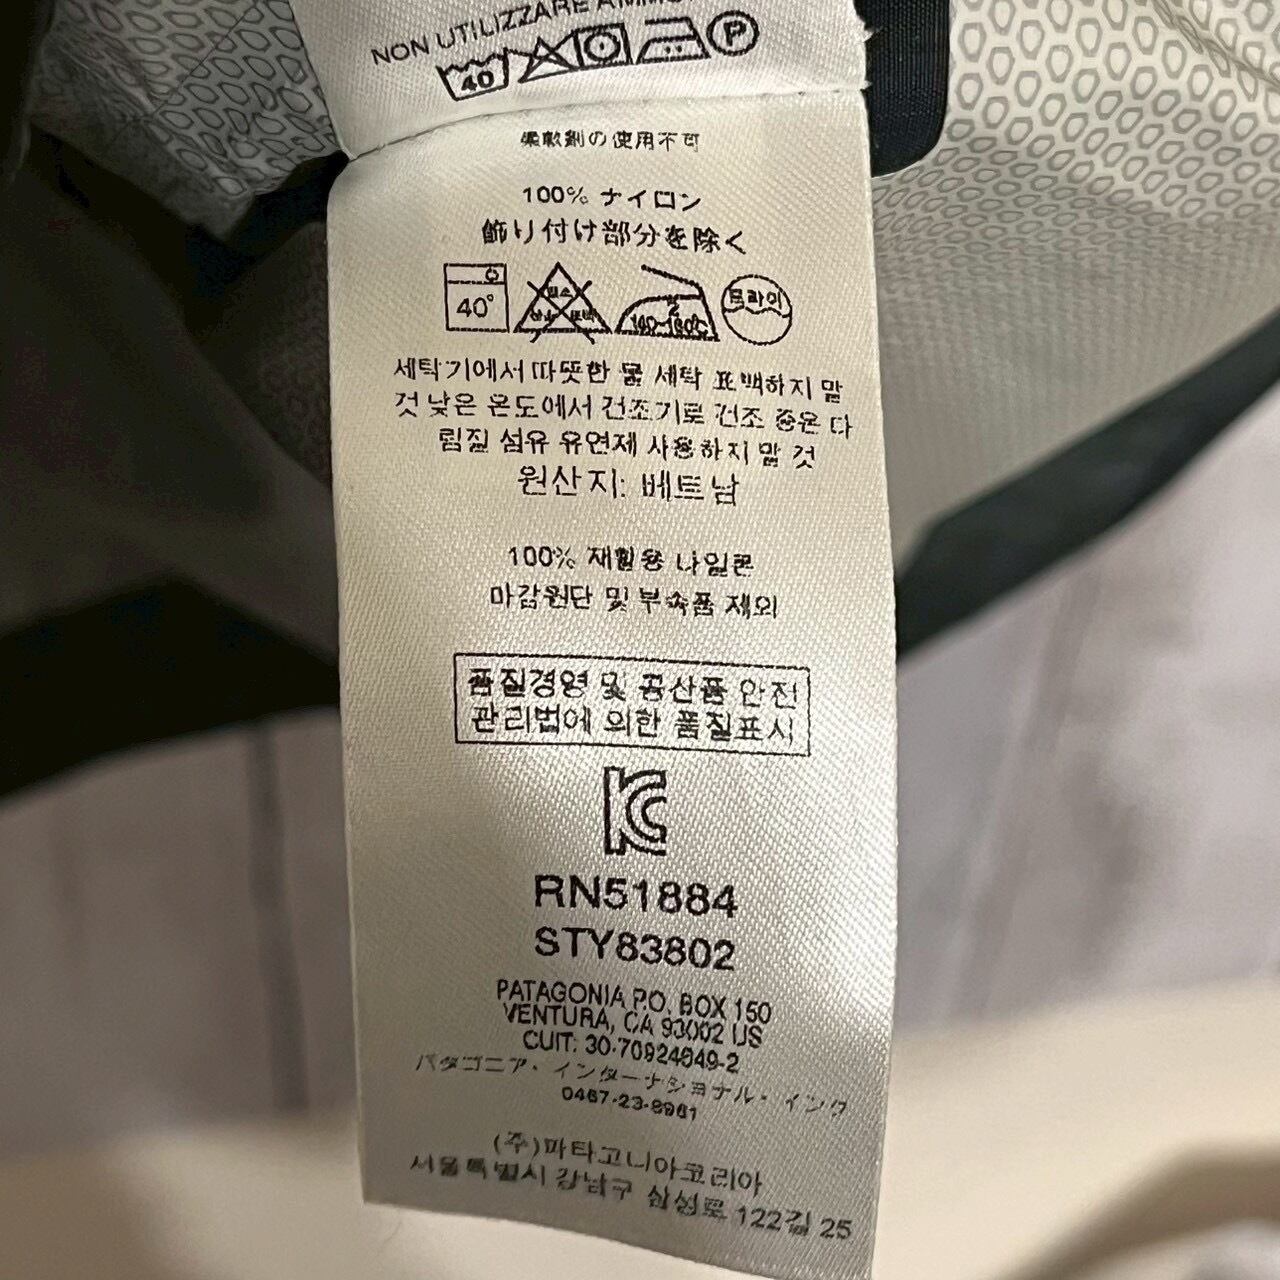 NON UTILIZZARE AMMO
40
P
柔軟剤の使用不可
100% ナイロン
飾り付け部分を除く
40°
드라이
세탁기에서 따뜻한 물 세탁 표백하지 말
것 낮은 온도에서 건조기로 건조 중온 다
림질 섬유 유연제 사용하지 말 것
원산지: 베트남
100% 재활용 나일론
마감원단 및 부속품 제외
품질경영 및 공산품 안전
관리법에 의한 품질표시
RN51884
STY83802
PATAGONIA P.O. BOX 150
VENTURA, CA 93002 US
CUIT: 30-70924849-2
パタゴニア・インターナショナル・インク
0467-23-8961
(주)파타고니아코리아
서울특별시 강남구 삼성로 122길 25